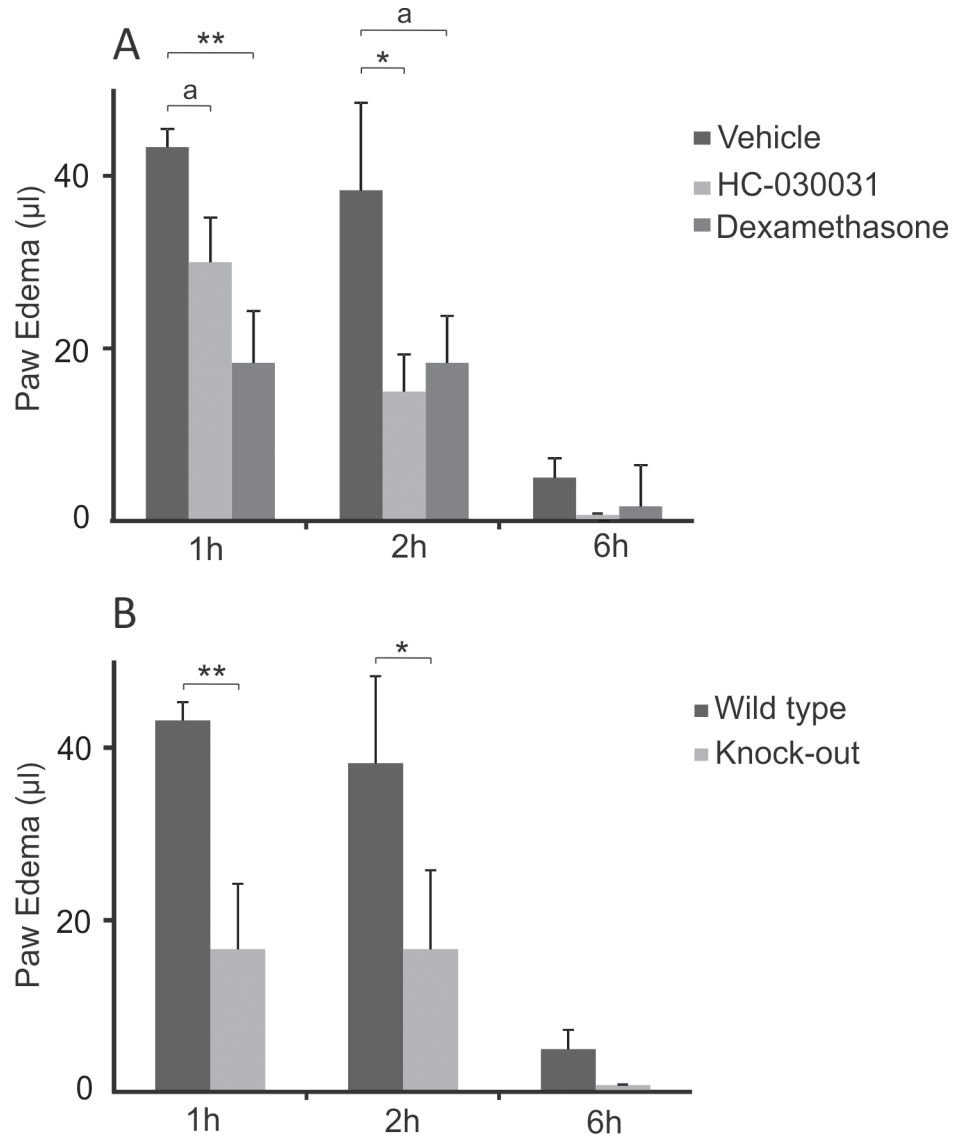 A
**
a
a
*
Paw Edema (µl)
40
20
0
1h
2h
6h
Vehicle
HC-030031
Dexamethasone
B
**
*
Paw Edema (µl)
40
20
0
1h
2h
6h
Wild type
Knock-out